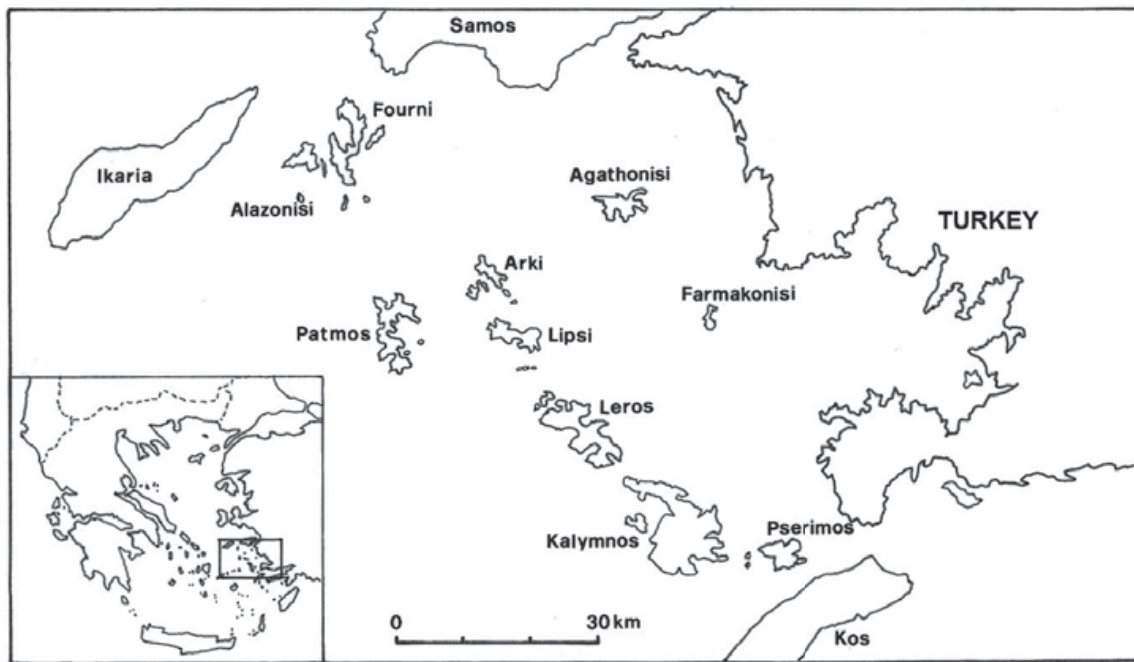 Samos
Fourni
Ikaria
Alazonisi
Agathonisi
TURKEY
Arki
Farmakonisi
Patmos
Lipsi
Leros
Kalymnos
Pserimos
0 30 km
Kos